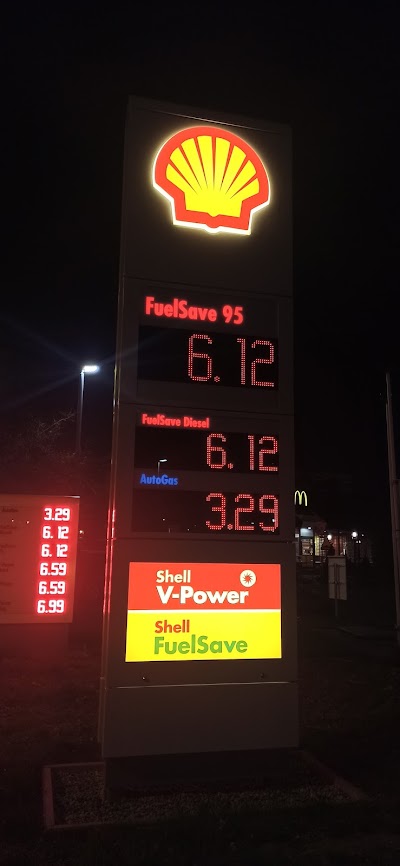 FuelSave 95
6.12
FuelSave Diesel
6.12
AutoGas
3.29
Shell
V-Power
Shell
FuelSave
3.29
6.12
6.12
6.59
6.59
6.99